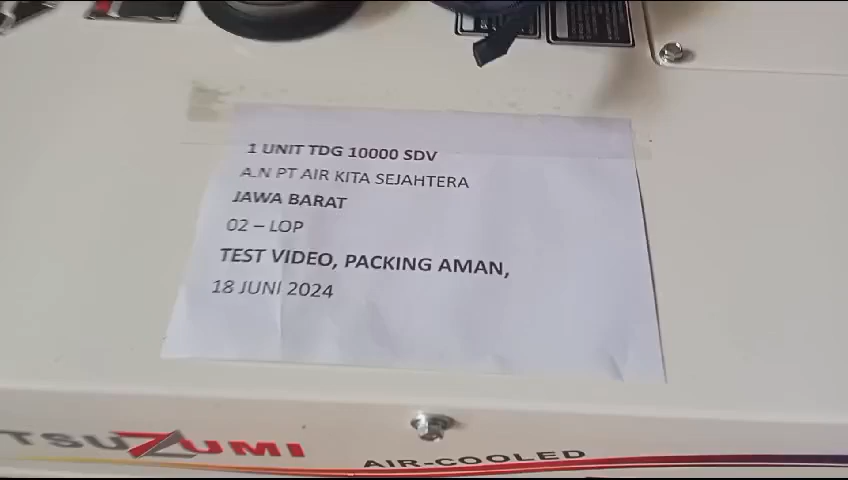 1 UNIT TDG 10000 SDV
A.N PT AIR KITA SEJAHTERA
JAWA BARAT
02 – LOP
TEST VIDEO, PACKING AMAN,
18 JUNI 2024
TSUZUMI AIR-COOLED